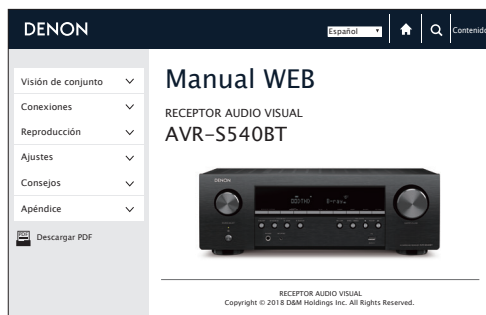 DENON
Español
Contenido
Visión de conjunto
Conexiones
Reproducción
Ajustes
Consejos
Apéndice
PDF
Descargar PDF
Manual WEB
RECEPTOR AUDIO VISUAL
AVR-S540BT
DENON
RECEPTOR AUDIO VISUAL
Copyright © 2018 D&M Holdings Inc. All Rights Reserved.